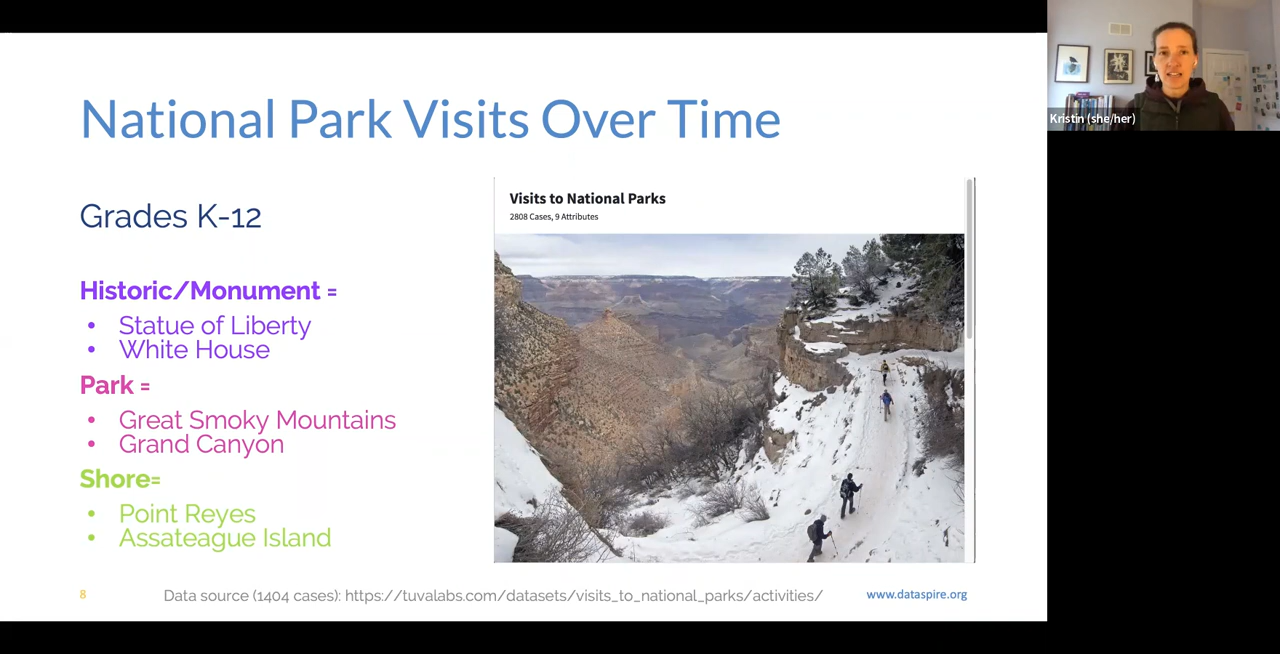 National Park Visits Over Time
Grades K-12
Historic/Monument =
• Statue of Liberty
• White House
Park =
• Great Smoky Mountains
• Grand Canyon
Shore=
• Point Reyes
• Assateague Island
Visits to National Parks
2808 Cases, 9 Attributes
8
Data source (1404 cases): https://tuvalabs.com/datasets/visits_to_national_parks/activities/
www.dataspire.org
Kristin (she/her)